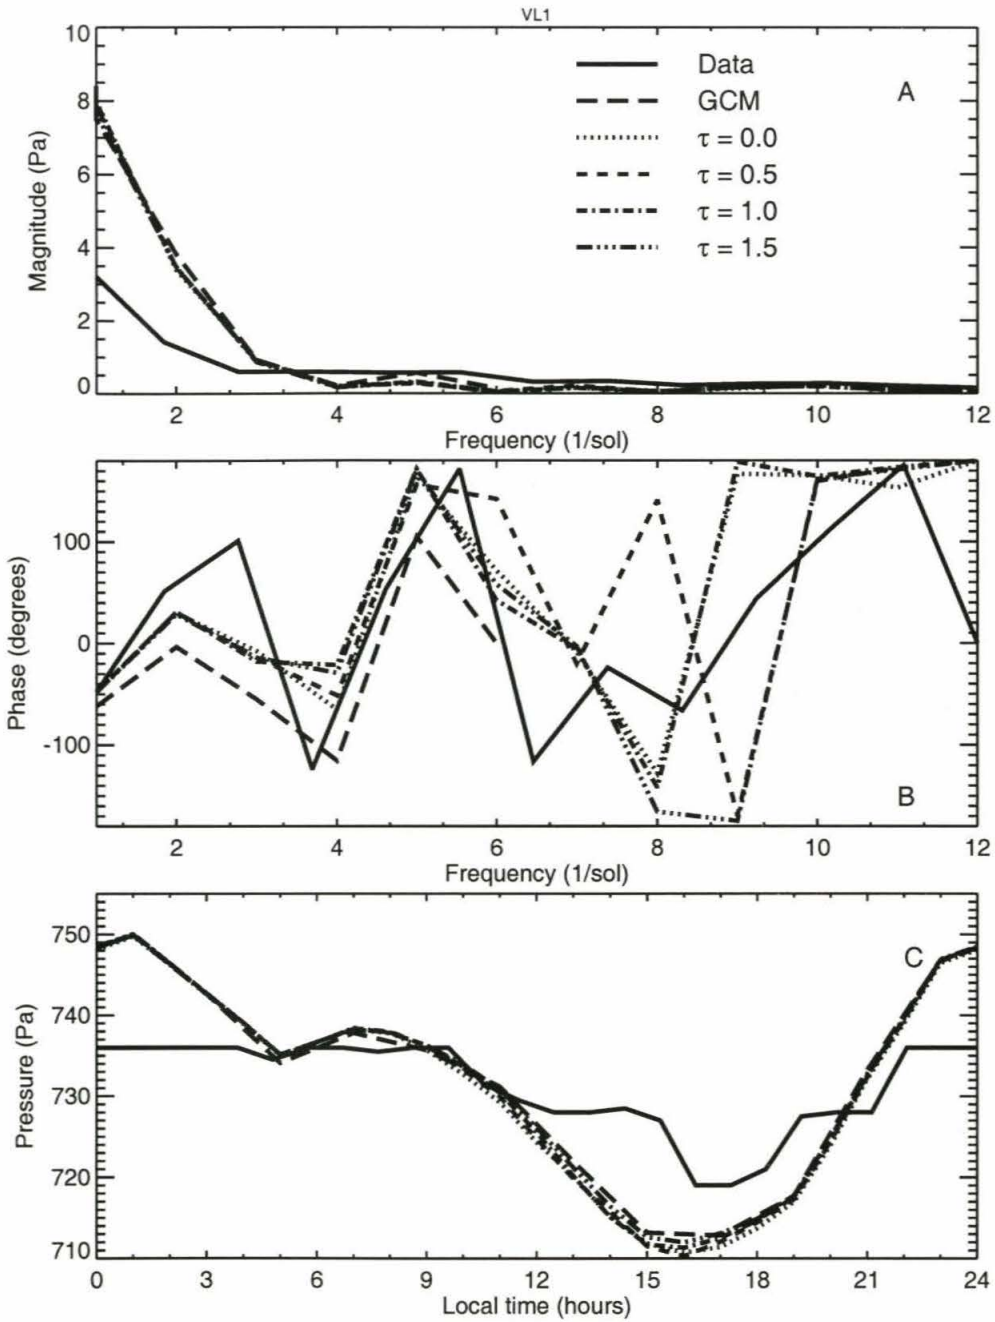 VL1
10
8
6
4
2
0
Magnitude (Pa)
Data
GCM
τ = 0.0
τ = 0.5
τ = 1.0
τ = 1.5
A
2 4 6 8 10 12
Frequency (1/sol)
100
0
-100
Phase (degrees)
B
2 4 6 8 10 12
Frequency (1/sol)
750
740
730
720
710
Pressure (Pa)
C
0 3 6 9 12 15 18 21 24
Local time (hours)